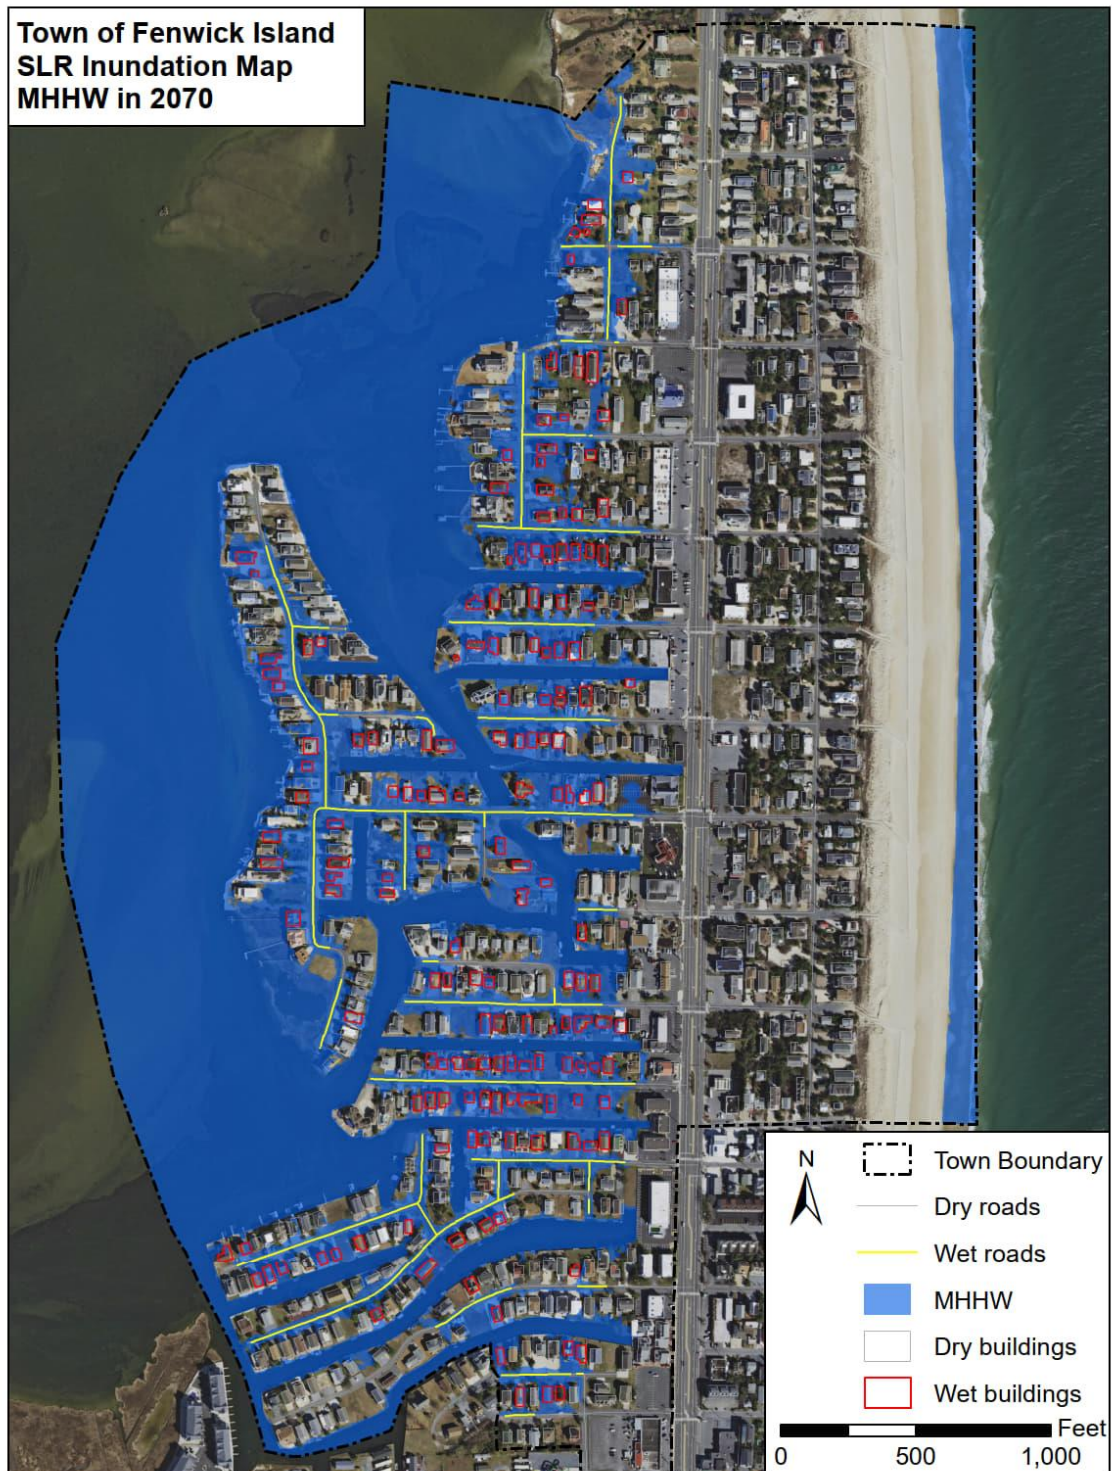 Town of Fenwick Island
SLR Inundation Map
MHHW in 2070
N
Town Boundary
Dry roads
Wet roads
MHHW
Dry buildings
Wet buildings
Feet
0 500 1,000